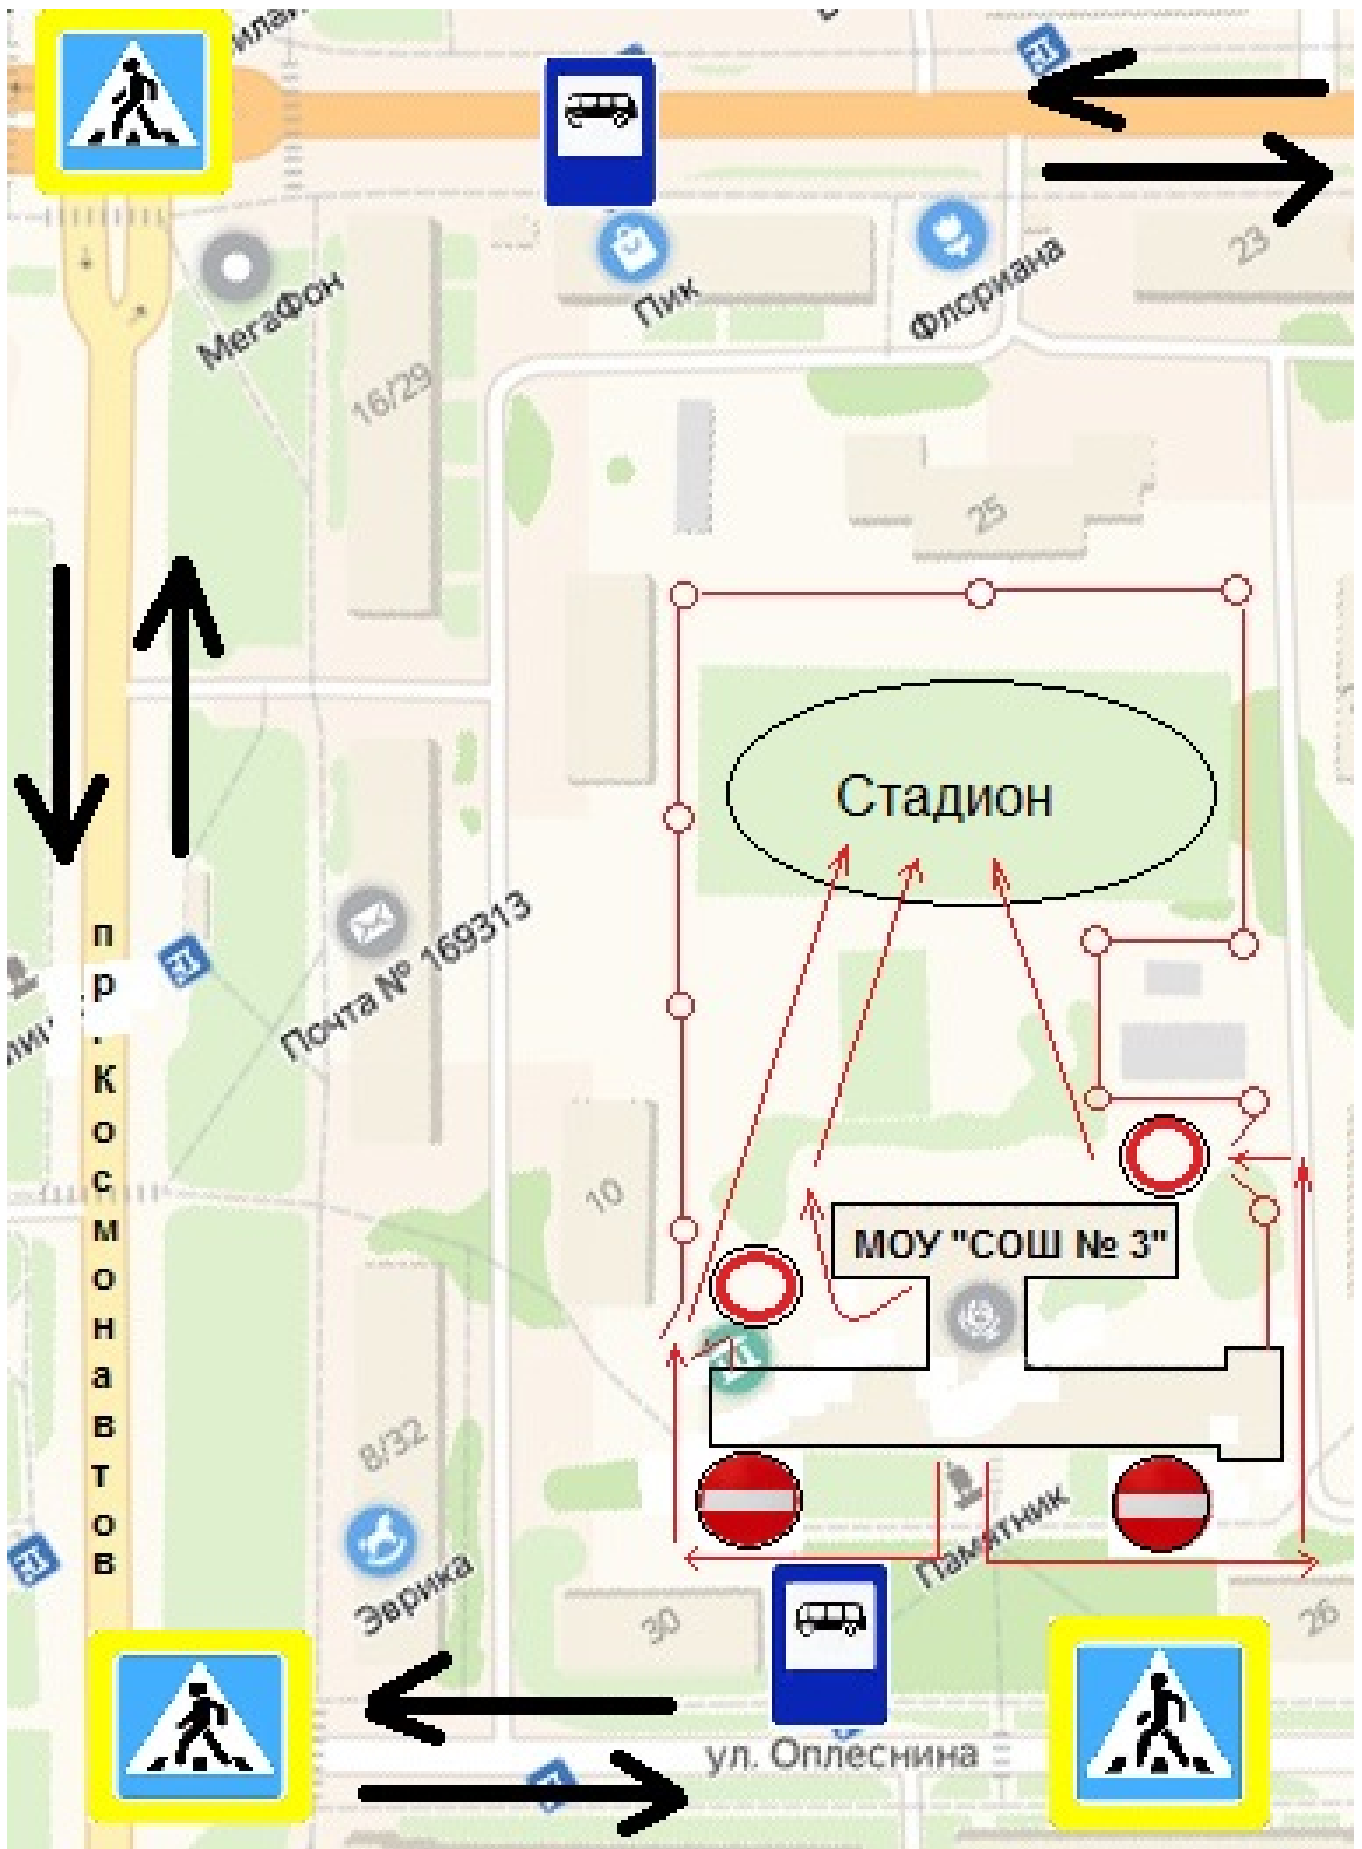 МегаФон
Пик
Флориана
23
16/29
25
Стадион
Почта № 169313
пр. Космонавтов
10
МОУ "СОШ № 3"
8/32
Памятник
Эврика
30
26
ул. Оплеснина